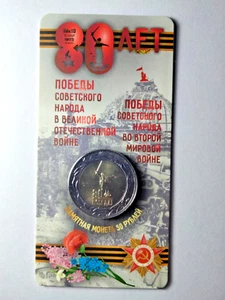 80 ЛЕТ
ПОБЕДЫ
СОВЕТСКОГО
НАРОДА
В ВЕЛИКОЙ
ОТЕЧЕСТВЕННОЙ
ВОЙНЕ
ПОБЕДЫ
СОВЕТСКОГО
НАРОДА
ВО ВТОРОЙ
МИРОВОЙ
ВОЙНЕ
ПАМЯТНАЯ МОНЕТА 50 РУБЛЕЙ